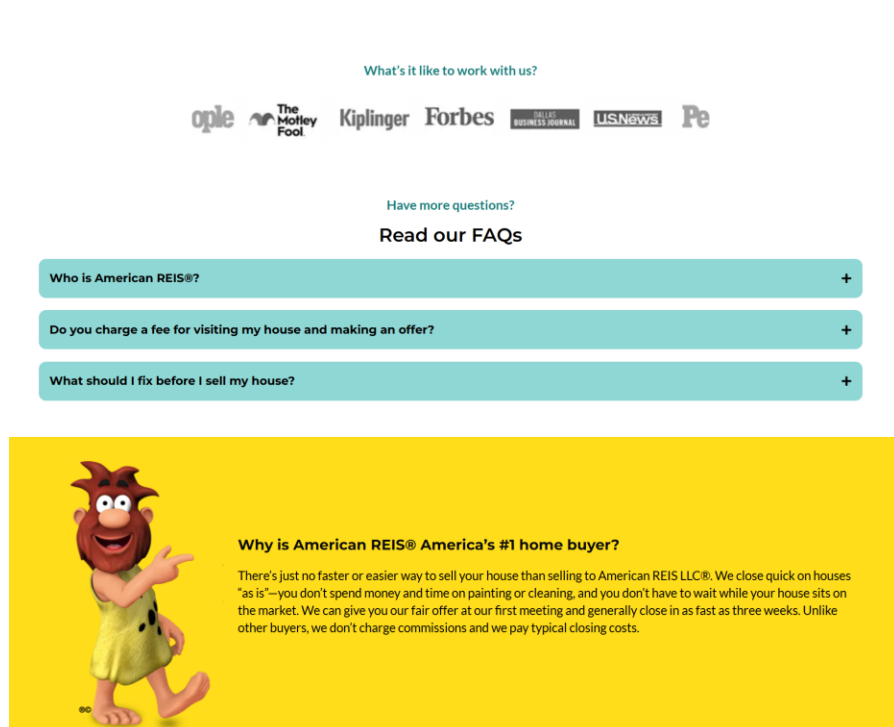 What's it like to work with us?
ople The Motley Fool. Kiplinger Forbes DALLAS BUSINESS JOURNAL U.S.News Pe
Have more questions?
Read our FAQs
Who is American REIS®? +
Do you charge a fee for visiting my house and making an offer? +
What should I fix before I sell my house? +
Why is American REIS® America's #1 home buyer?
There's just no faster or easier way to sell your house than selling to American REIS LLC®. We close quick on houses
"as is"—you don't spend money and time on painting or cleaning, and you don't have to wait while your house sits on
the market. We can give you our fair offer at our first meeting and generally close in as fast as three weeks. Unlike
other buyers, we don't charge commissions and we pay typical closing costs.
®©